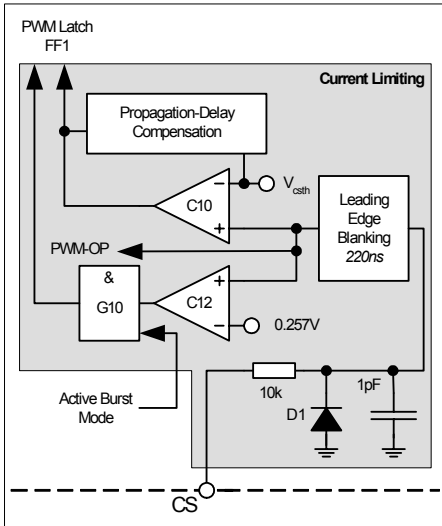 PWM Latch
FF1
Current Limiting
Propagation-Delay
Compensation
−
Vcsth
C10
+
Leading
Edge
Blanking
220ns
PWM-OP
&
G10
+
C12
−
0.257V
Active Burst
Mode
10k
D1
1pF
CS